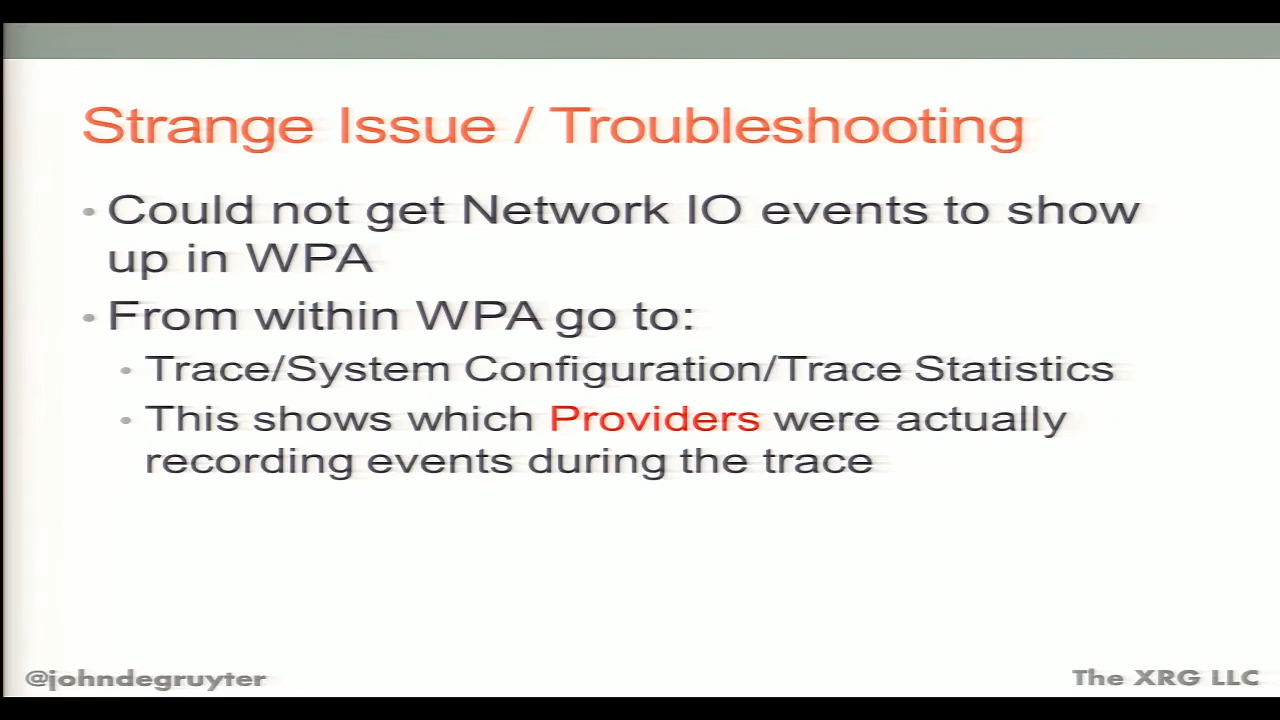 Strange Issue / Troubleshooting
• Could not get Network IO events to show
up in WPA
• From within WPA go to:
• Trace/System Configuration/Trace Statistics
• This shows which Providers were actually
recording events during the trace
@johndegruyter
The XRG LLC